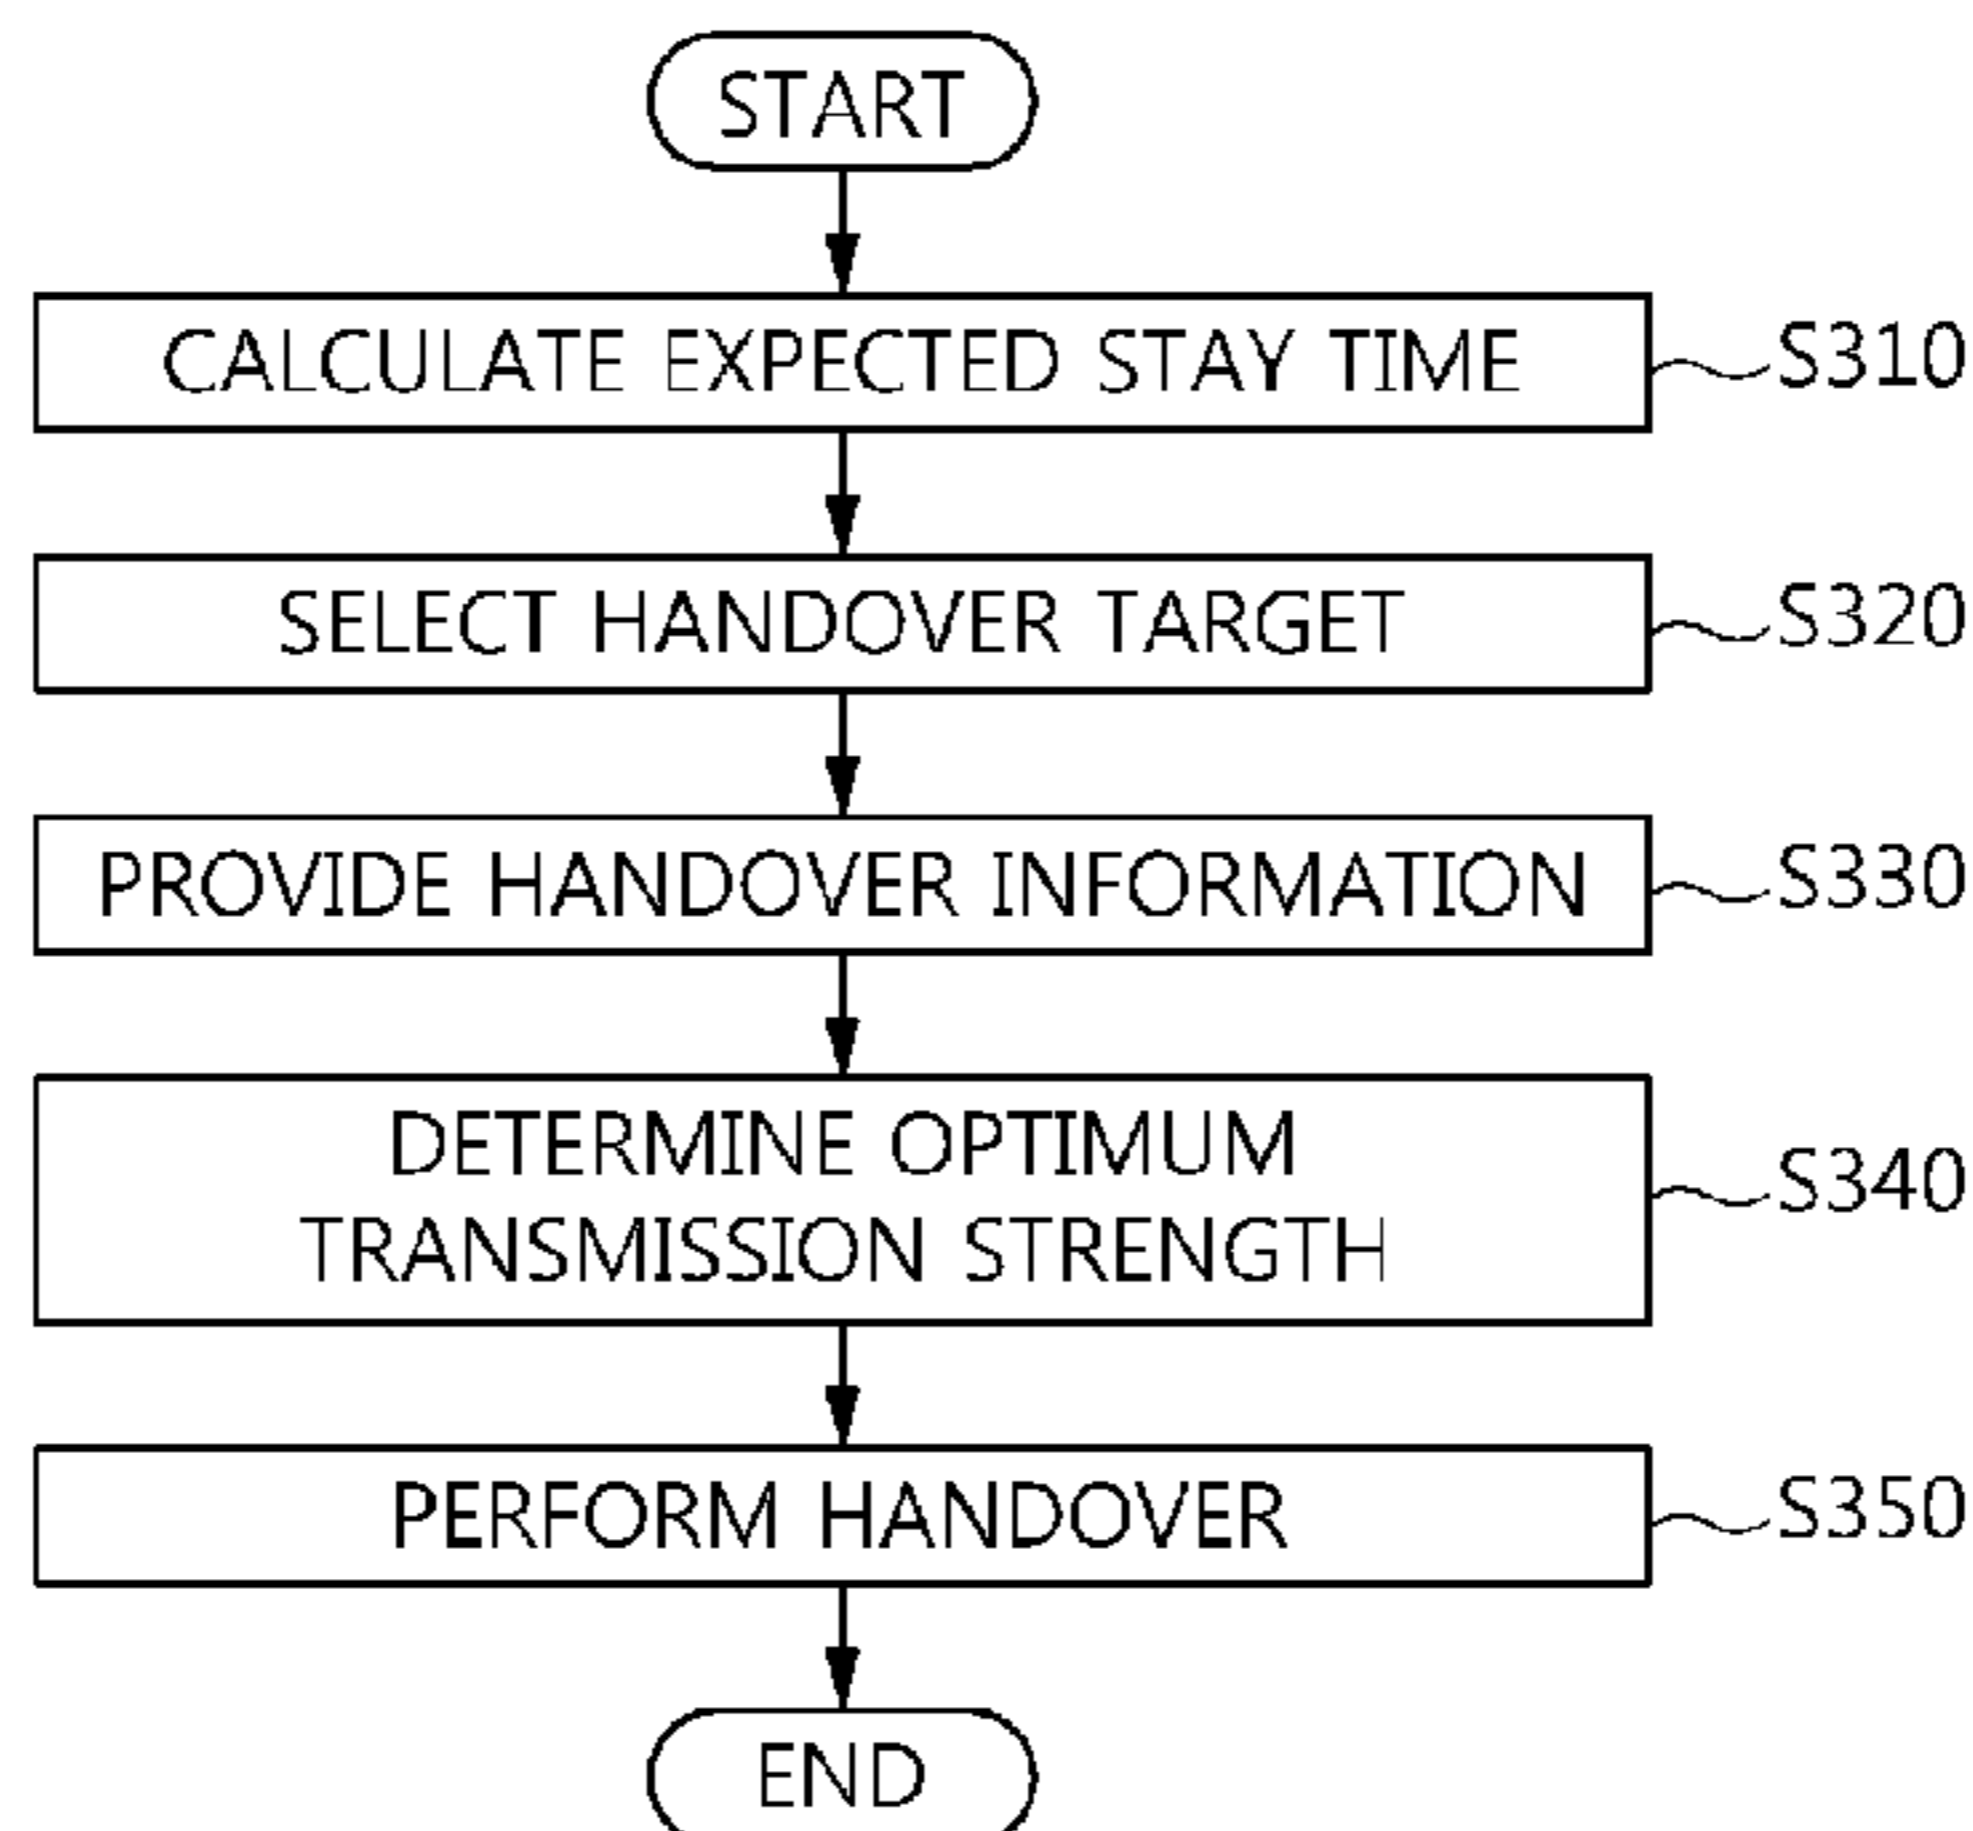 START
CALCULATE EXPECTED STAY TIME
S310
SELECT HANDOVER TARGET
S320
PROVIDE HANDOVER INFORMATION
S330
DETERMINE OPTIMUM
TRANSMISSION STRENGTH
S340
PERFORM HANDOVER
S350
END